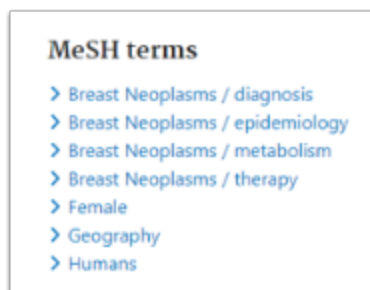 MeSH terms
Breast Neoplasms / diagnosis
Breast Neoplasms / epidemiology
Breast Neoplasms / metabolism
Breast Neoplasms / therapy
Female
Geography
Humans